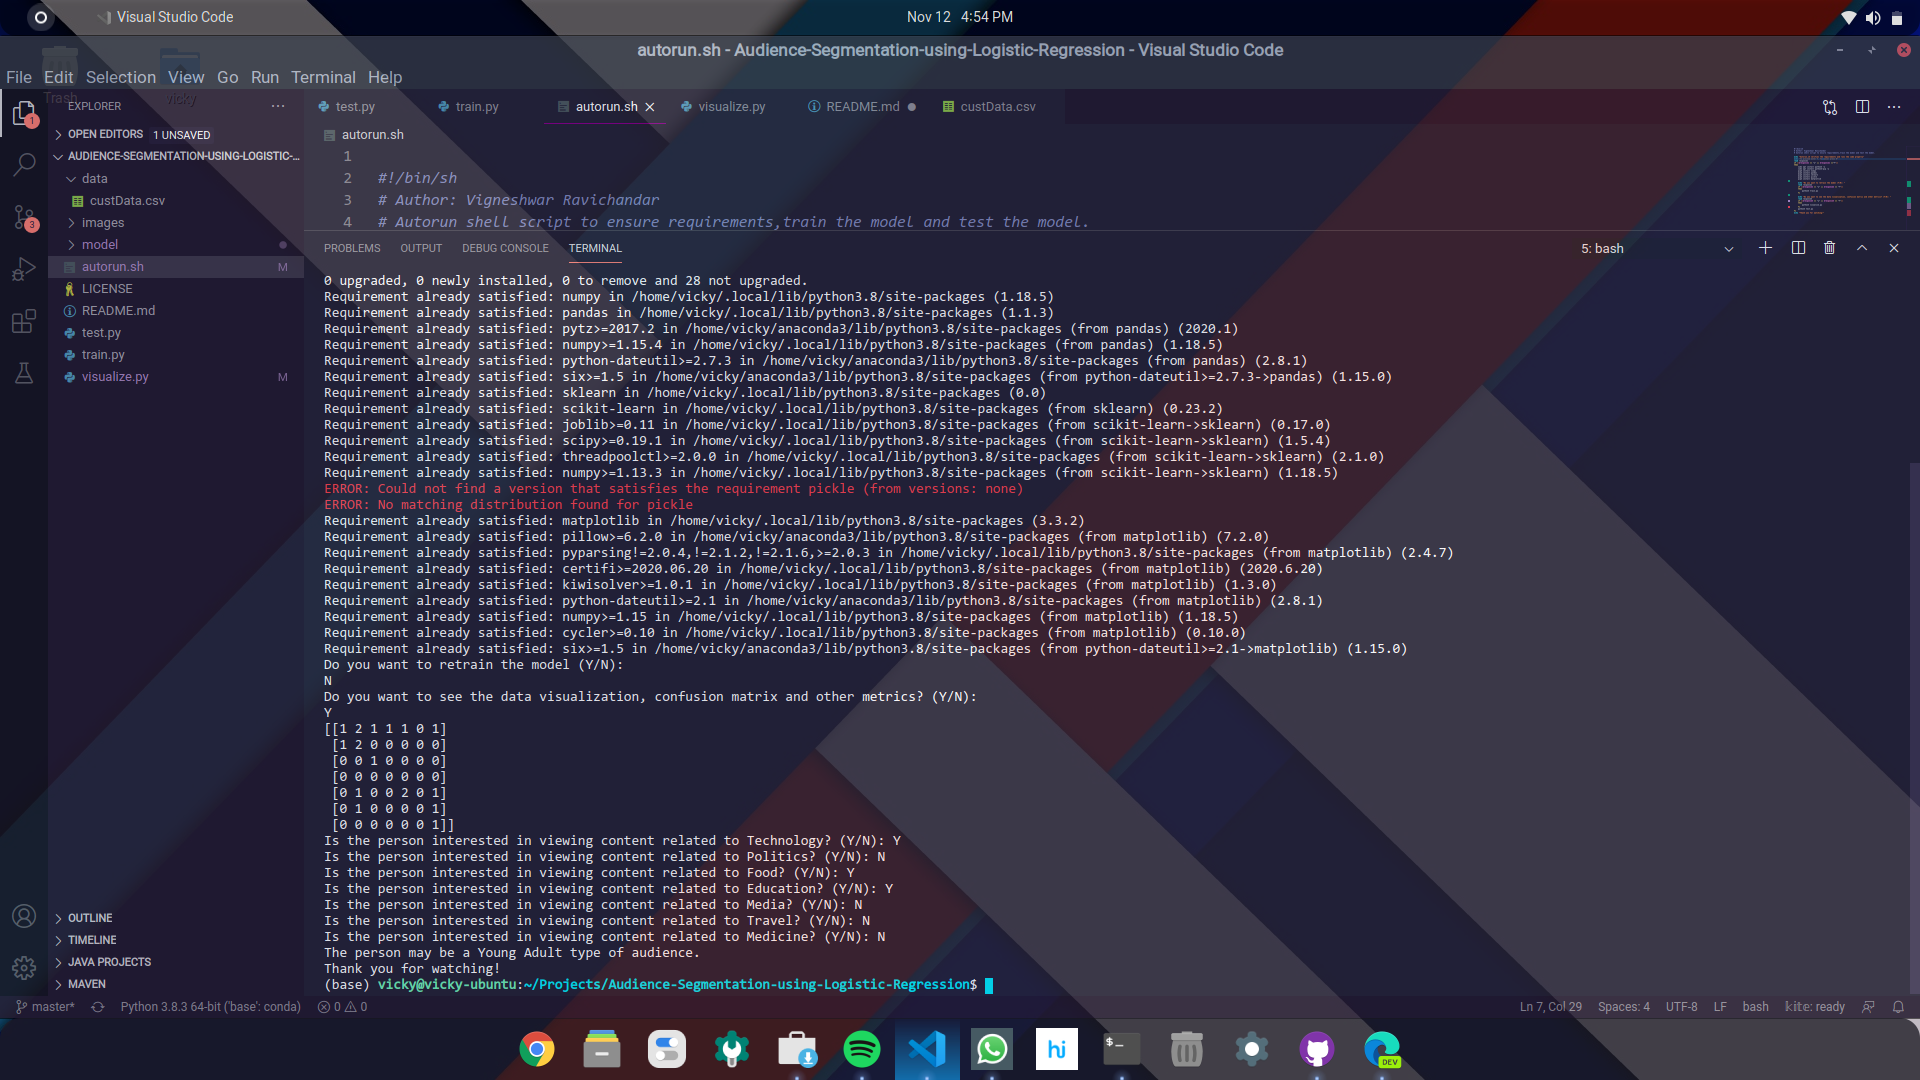 Visual Studio Code
Nov 12 4:54 PM
autorun.sh - Audience-Segmentation-using-Logistic-Regression - Visual Studio Code
File Edit Selection View Go Run Terminal Help
Trash
vicky
EXPLORER
test.py
train.py
autorun.sh
visualize.py
README.md
custData.csv
OPEN EDITORS 1 UNSAVED
AUDIENCE-SEGMENTATION-USING-LOGISTIC-...
data
custData.csv
images
model
autorun.sh M
LICENSE
README.md
test.py
train.py
visualize.py M
1
3
OUTLINE
TIMELINE
JAVA PROJECTS
MAVEN
autorun.sh
1
2 #!/bin/sh
3 # Author: Vigneshwar Ravichandar
4 # Autorun shell script to ensure requirements,train the model and test the model.
PROBLEMS OUTPUT DEBUG CONSOLE TERMINAL
5: bash
0 upgraded, 0 newly installed, 0 to remove and 28 not upgraded.
Requirement already satisfied: numpy in /home/vicky/.local/lib/python3.8/site-packages (1.18.5)
Requirement already satisfied: pandas in /home/vicky/.local/lib/python3.8/site-packages (1.1.3)
Requirement already satisfied: pytz>=2017.2 in /home/vicky/anaconda3/lib/python3.8/site-packages (from pandas) (2020.1)
Requirement already satisfied: numpy>=1.15.4 in /home/vicky/.local/lib/python3.8/site-packages (from pandas) (1.18.5)
Requirement already satisfied: python-dateutil>=2.7.3 in /home/vicky/anaconda3/lib/python3.8/site-packages (from pandas) (2.8.1)
Requirement already satisfied: six>=1.5 in /home/vicky/anaconda3/lib/python3.8/site-packages (from python-dateutil>=2.7.3->pandas) (1.15.0)
Requirement already satisfied: sklearn in /home/vicky/.local/lib/python3.8/site-packages (0.0)
Requirement already satisfied: scikit-learn in /home/vicky/.local/lib/python3.8/site-packages (from sklearn) (0.23.2)
Requirement already satisfied: joblib>=0.11 in /home/vicky/.local/lib/python3.8/site-packages (from scikit-learn->sklearn) (0.17.0)
Requirement already satisfied: scipy>=0.19.1 in /home/vicky/.local/lib/python3.8/site-packages (from scikit-learn->sklearn) (1.5.4)
Requirement already satisfied: threadpoolctl>=2.0.0 in /home/vicky/.local/lib/python3.8/site-packages (from scikit-learn->sklearn) (2.1.0)
Requirement already satisfied: numpy>=1.13.3 in /home/vicky/.local/lib/python3.8/site-packages (from scikit-learn->sklearn) (1.18.5)
ERROR: Could not find a version that satisfies the requirement pickle (from versions: none)
ERROR: No matching distribution found for pickle
Requirement already satisfied: matplotlib in /home/vicky/.local/lib/python3.8/site-packages (3.3.2)
Requirement already satisfied: pillow>=6.2.0 in /home/vicky/anaconda3/lib/python3.8/site-packages (from matplotlib) (7.2.0)
Requirement already satisfied: pyparsing!=2.0.4,!=2.1.2,!=2.1.6,>=2.0.3 in /home/vicky/.local/lib/python3.8/site-packages (from matplotlib) (2.4.7)
Requirement already satisfied: certifi>=2020.06.20 in /home/vicky/anaconda3/lib/python3.8/site-packages (from matplotlib) (2020.6.20)
Requirement already satisfied: kiwisolver>=1.0.1 in /home/vicky/.local/lib/python3.8/site-packages (from matplotlib) (1.3.0)
Requirement already satisfied: python-dateutil>=2.1 in /home/vicky/anaconda3/lib/python3.8/site-packages (from matplotlib) (2.8.1)
Requirement already satisfied: numpy>=1.15 in /home/vicky/.local/lib/python3.8/site-packages (from matplotlib) (1.18.5)
Requirement already satisfied: cycler>=0.10 in /home/vicky/.local/lib/python3.8/site-packages (from matplotlib) (0.10.0)
Requirement already satisfied: six>=1.5 in /home/vicky/anaconda3/lib/python3.8/site-packages (from python-dateutil>=2.1->matplotlib) (1.15.0)
Do you want to retrain the model (Y/N):
N
Do you want to see the data visualization, confusion matrix and other metrics? (Y/N):
Y
[[1 2 1 1 1 0 1]
[1 2 0 0 0 0 0]
[0 0 1 0 0 0 0]
[0 0 0 0 0 0 0]
[0 1 0 0 2 0 1]
[0 1 0 0 0 0 1]
[0 0 0 0 0 0 1]]
Is the person interested in viewing content related to Technology? (Y/N): Y
Is the person interested in viewing content related to Politics? (Y/N): N
Is the person interested in viewing content related to Food? (Y/N): Y
Is the person interested in viewing content related to Education? (Y/N): Y
Is the person interested in viewing content related to Media? (Y/N): N
Is the person interested in viewing content related to Travel? (Y/N): N
Is the person interested in viewing content related to Medicine? (Y/N): N
The person may be a Young Adult type of audience.
Thank you for watching!
(base) vicky@vicky-ubuntu:~/Projects/Audience-Segmentation-using-Logistic-Regression$
master* Python 3.8.3 64-bit ('base': conda) 0 0
Ln 7, Col 29 Spaces: 4 UTF-8 LF bash kite: ready
hi
$_
DEV